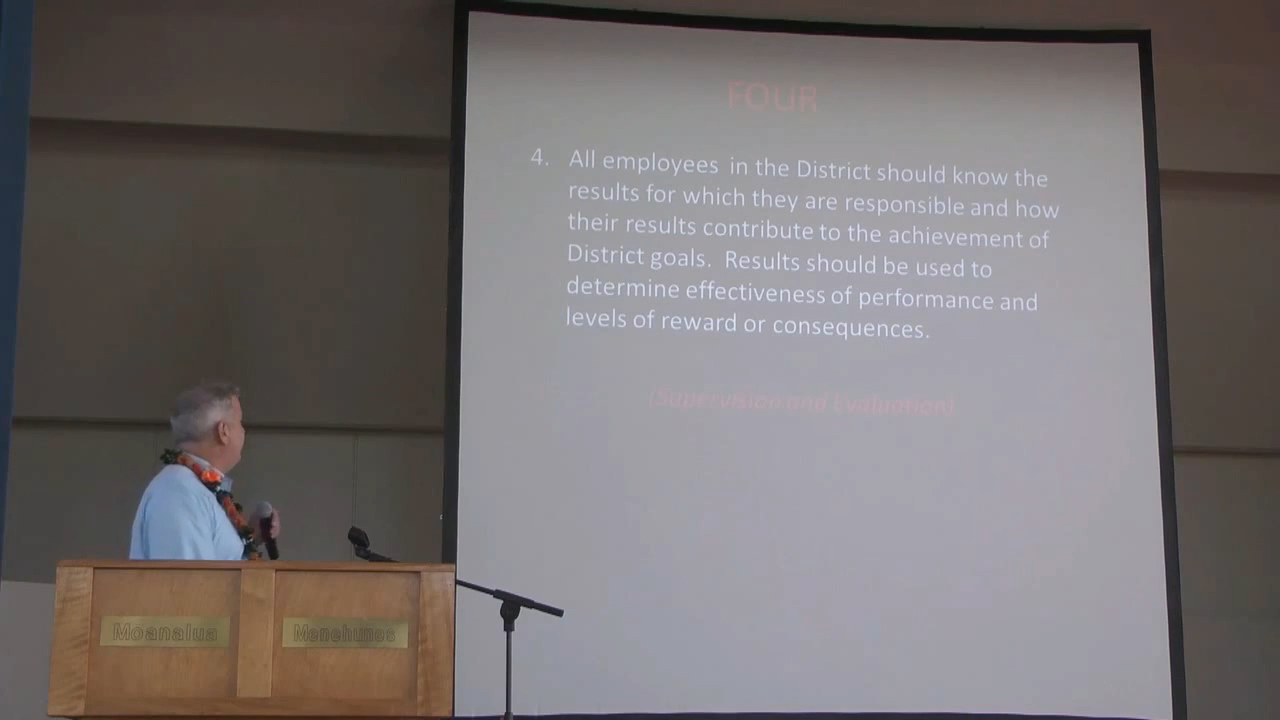 FOUR
4. All employees in the District should know the
results for which they are responsible and how
their results contribute to the achievement of
District goals. Results should be used to
determine effectiveness of performance and
levels of reward or consequences.
(Supervision and Evaluation)
Moanalua
Menehunes